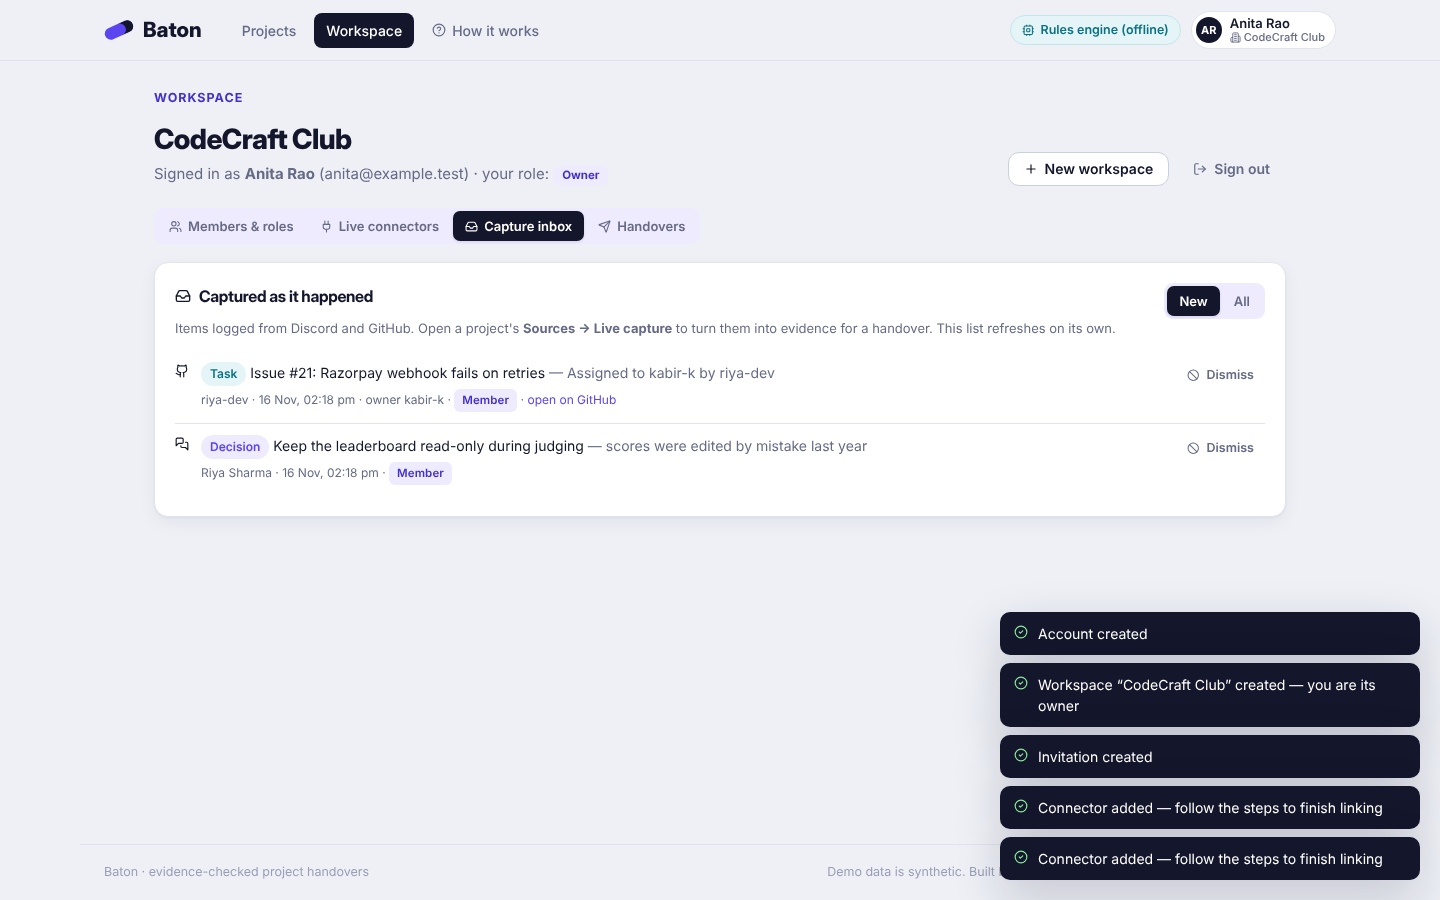 Baton
Projects
Workspace
How it works
Rules engine (offline)
AR
Anita Rao
CodeCraft Club
WORKSPACE
CodeCraft Club
Signed in as Anita Rao (anita@example.test) · your role: Owner
New workspace
Sign out
Members & roles
Live connectors
Capture inbox
Handovers
Captured as it happened
New
All
Items logged from Discord and GitHub. Open a project's Sources → Live capture to turn them into evidence for a handover. This list refreshes on its own.
Task Issue #21: Razorpay webhook fails on retries — Assigned to kabir-k by riya-dev
Dismiss
riya-dev · 16 Nov, 02:18 pm · owner kabir-k · Member · open on GitHub
Decision Keep the leaderboard read-only during judging — scores were edited by mistake last year
Dismiss
Riya Sharma · 16 Nov, 02:18 pm · Member
Account created
Workspace “CodeCraft Club” created — you are its
owner
Invitation created
Connector added — follow the steps to finish linking
Connector added — follow the steps to finish linking
Baton · evidence-checked project handovers
Demo data is synthetic. Built